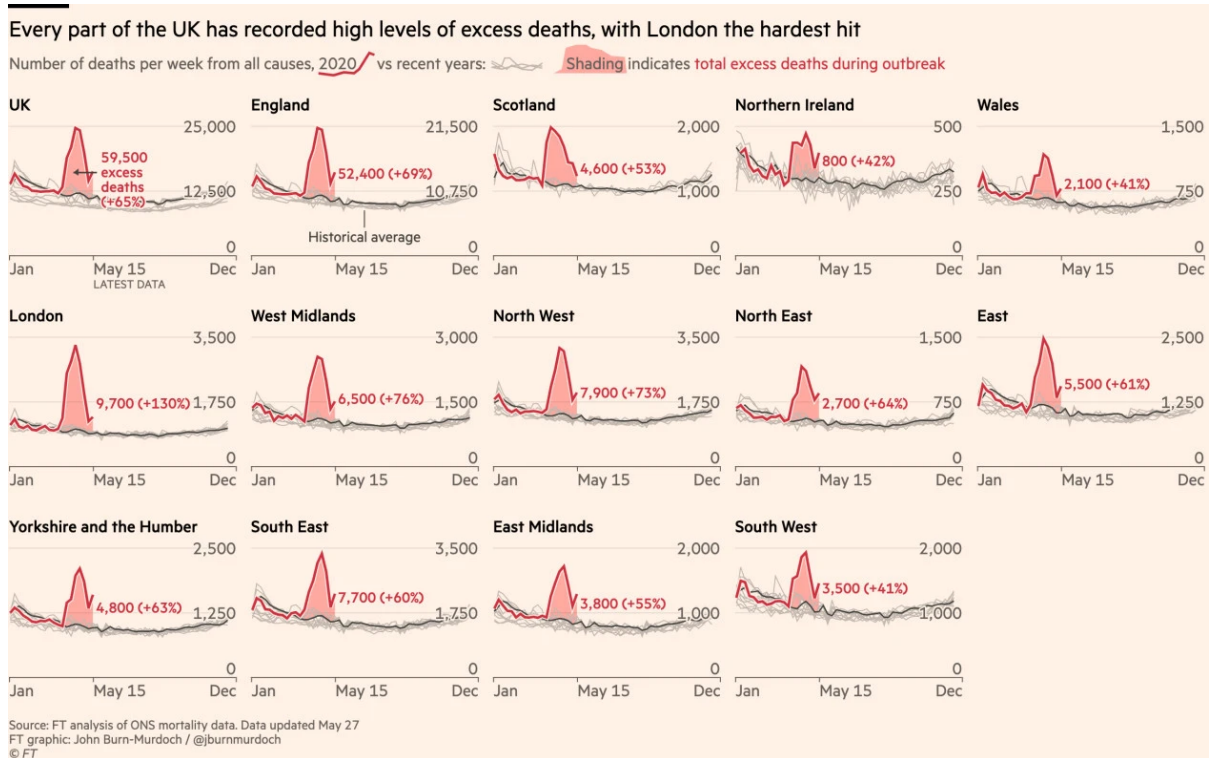 Every part of the UK has recorded high levels of excess deaths, with London the hardest hit
Number of deaths per week from all causes, 2020 vs recent years: Shading indicates total excess deaths during outbreak
UK
25,000
59,500
excess
deaths
(+65%)
12,500
0
Jan May 15 Dec
LATEST DATA
England
21,500
52,400 (+69%)
10,750
Historical average
0
Jan May 15 Dec
Scotland
2,000
4,600 (+53%)
1,000
0
Jan May 15 Dec
Northern Ireland
500
800 (+42%)
250
0
Jan May 15 Dec
Wales
1,500
2,100 (+41%)
750
0
Jan May 15 Dec
London
3,500
9,700 (+130%) 1,750
0
Jan May 15 Dec
West Midlands
3,000
6,500 (+76%) 1,500
0
Jan May 15 Dec
North West
3,500
7,900 (+73%) 1,750
0
Jan May 15 Dec
North East
1,500
2,700 (+64%) 750
0
Jan May 15 Dec
East
2,500
5,500 (+61%)
1,250
0
Jan May 15 Dec
Yorkshire and the Humber
2,500
4,800 (+63%) 1,250
0
Jan May 15 Dec
South East
3,500
7,700 (+60%)
1,750
0
Jan May 15 Dec
East Midlands
2,000
3,800 (+55%)
1,000
0
Jan May 15 Dec
South West
2,000
3,500 (+41%)
1,000
0
Jan May 15 Dec
Source: FT analysis of ONS mortality data. Data updated May 27
FT graphic: John Burn-Murdoch / @jburnmurdoch
© FT